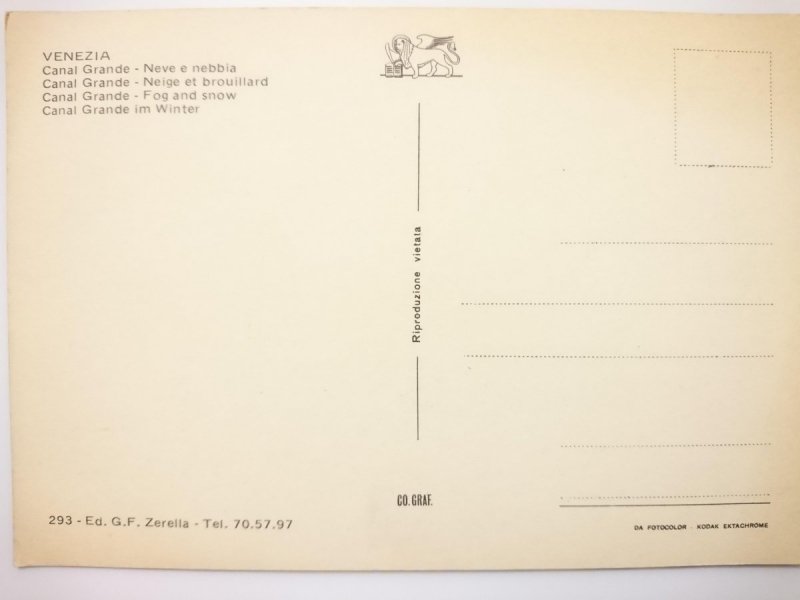 VENEZIA
Canal Grande - Neve e nebbia
Canal Grande - Neige et brouillard
Canal Grande - Fog and snow
Canal Grande im Winter
Riproduzione vietata
CO. GRAF.
293 - Ed. G.F. Zerella - Tel. 70.57.97
DA FOTOCOLOR - KODAK EKTACHROME